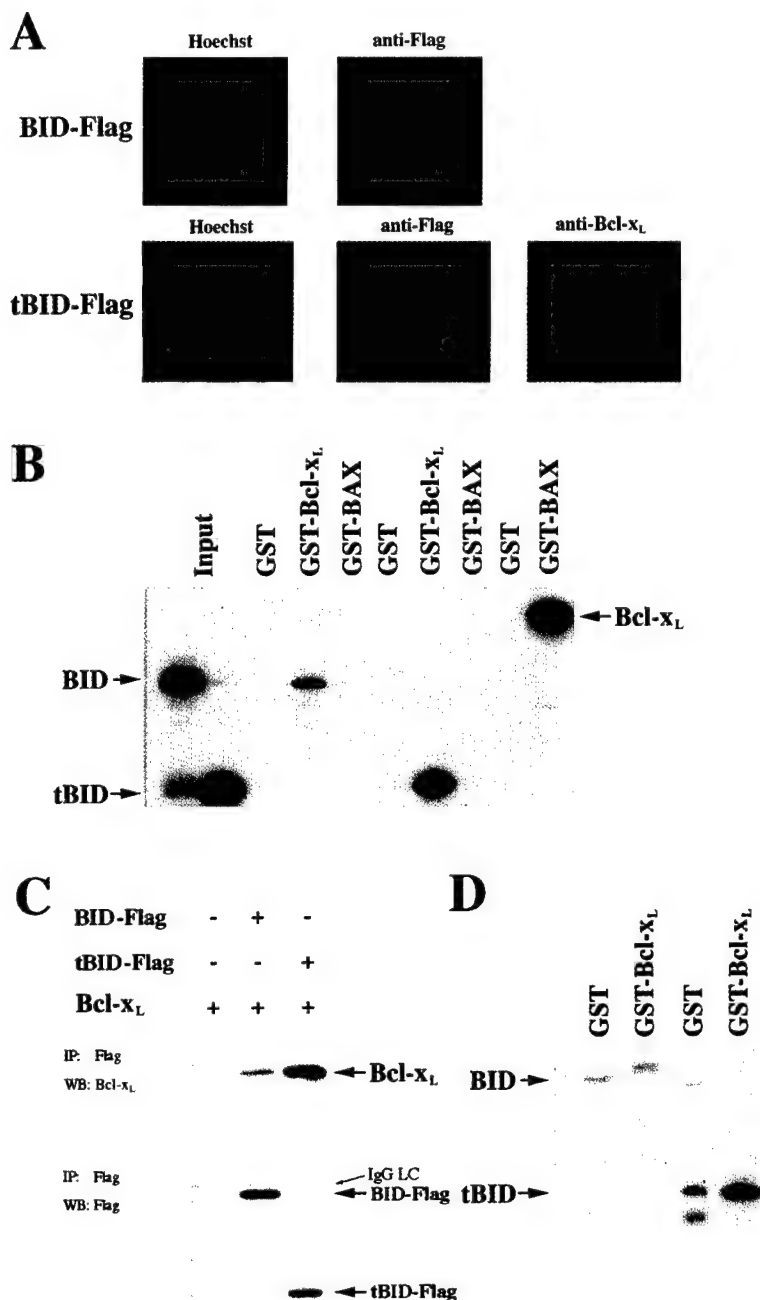 A
Hoechst anti-Flag
BID-Flag
Hoechst anti-Flag anti-Bcl-xL
tBID-Flag
B
Input GST GST-Bcl-xL GST-BAX GST GST-Bcl-xL GST-BAX GST GST-BAX
Bcl-xL
BID
tBID
C
BID-Flag - + -
tBID-Flag - - +
Bcl-xL + + +
IP: Flag
WB: Bcl-xL
Bcl-xL
IP: Flag
WB: Flag
IgG LC
BID-Flag
tBID-Flag
D
GST GST-Bcl-xL GST GST-Bcl-xL
BID
tBID